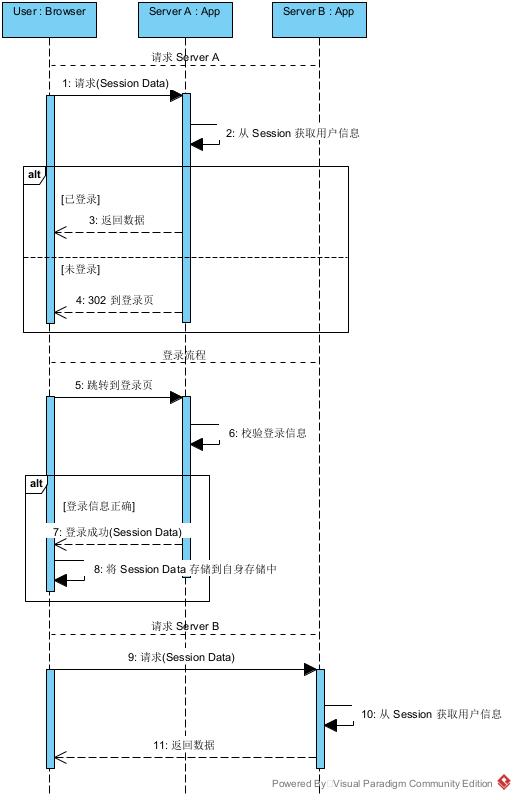 User : Browser
Server A : App
Server B : App
请求 Server A
1: 请求(Session Data)
2: 从 Session 获取用户信息
alt
[已登录]
3: 返回数据
[未登录]
4: 302 到登录页
登录流程
5: 跳转到登录页
6: 校验登录信息
alt
[登录信息正确]
7: 登录成功(Session Data)
8: 将 Session Data 存储到自身存储中
请求 Server B
9: 请求(Session Data)
10: 从 Session 获取用户信息
11: 返回数据
Powered By Visual Paradigm Community Edition